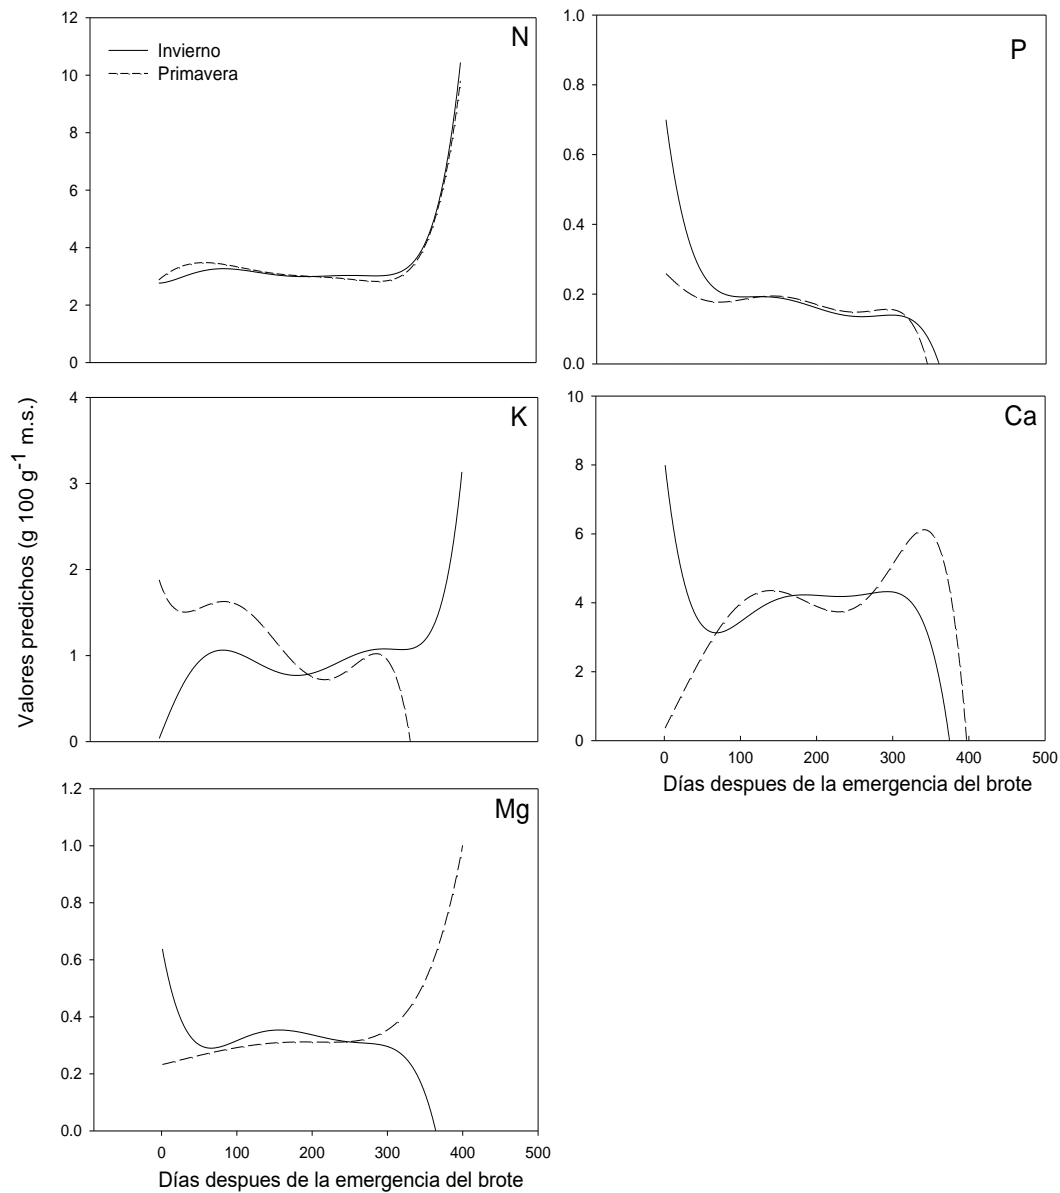 12
10
8
6
4
2
0
N
Invierno
Primavera
1.0
0.8
0.6
0.4
0.2
0.0
P
Valores predichos (g 100 g-1 m.s.)
4
3
2
1
0
K
10
8
6
4
2
0
Ca
0 100 200 300 400 500
Días despues de la emergencia del brote
1.2
1.0
0.8
0.6
0.4
0.2
0.0
Mg
0 100 200 300 400 500
Días despues de la emergencia del brote